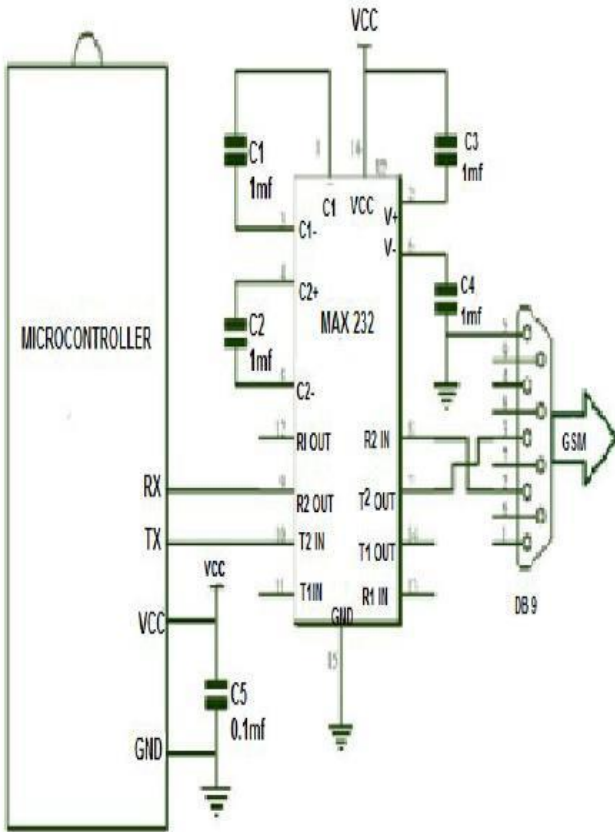 VCC
C1
1mf
C3
1mf
C1
VCC
V+
C1-
V-
C2+
C4
1mf
MAX 232
MICROCONTROLLER
C2
1mf
C2-
RI OUT
R2 IN
GSM
RX
R2 OUT
T2 OUT
TX
T2 IN
T1 OUT
VCC
T1IN
R1 IN
DB 9
VCC
GND
15
C5
0.1mf
GND